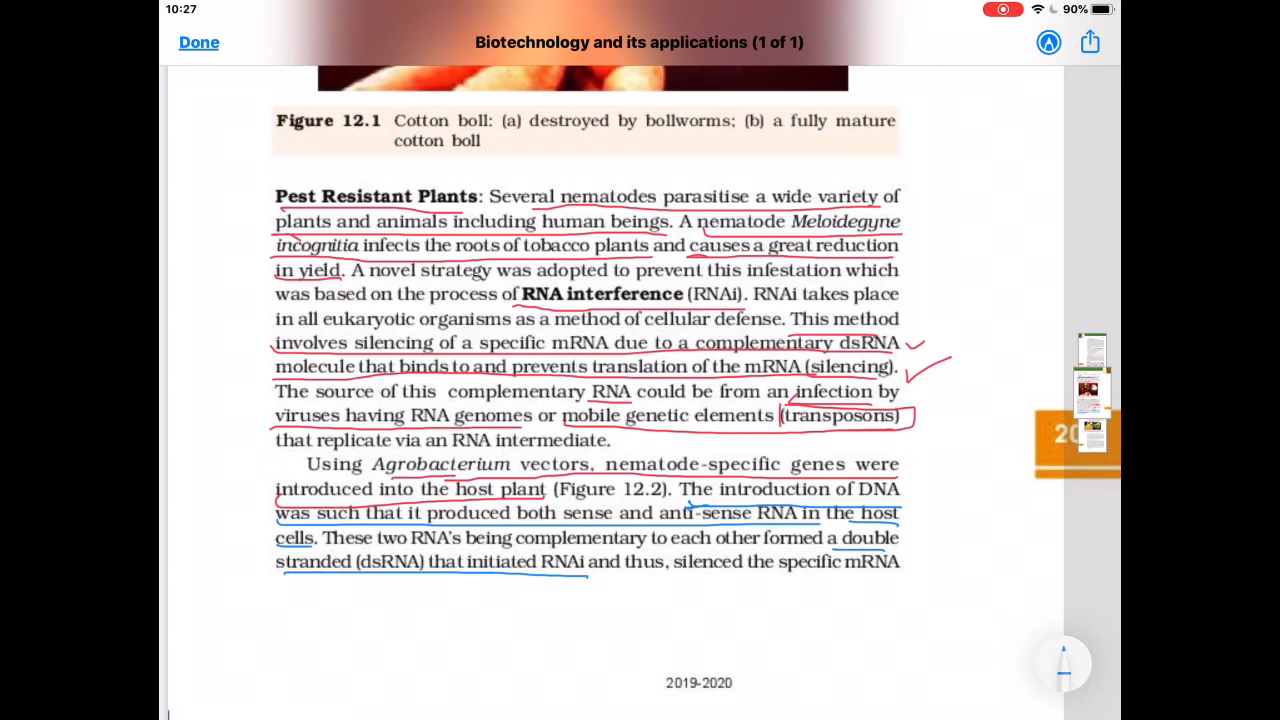 10:27
90%
Done
Biotechnology and its applications (1 of 1)
Figure 12.1 Cotton boll: (a) destroyed by bollworms; (b) a fully mature
cotton boll
Pest Resistant Plants: Several nematodes parasitise a wide variety of
plants and animals including human beings. A nematode Meloidegyne
incognitia infects the roots of tobacco plants and causes a great reduction
in yield. A novel strategy was adopted to prevent this infestation which
was based on the process of RNA interference (RNAi). RNAi takes place
in all eukaryotic organisms as a method of cellular defense. This method
involves silencing of a specific mRNA due to a complementary dsRNA
molecule that binds to and prevents translation of the mRNA (silencing).
The source of this complementary RNA could be from an infection by
viruses having RNA genomes or mobile genetic elements (transposons)
that replicate via an RNA intermediate.
Using Agrobacterium vectors, nematode-specific genes were
introduced into the host plant (Figure 12.2). The introduction of DNA
was such that it produced both sense and anti-sense RNA in the host
cells. These two RNA's being complementary to each other formed a double
stranded (dsRNA) that initiated RNAi and thus, silenced the specific mRNA
2019-2020